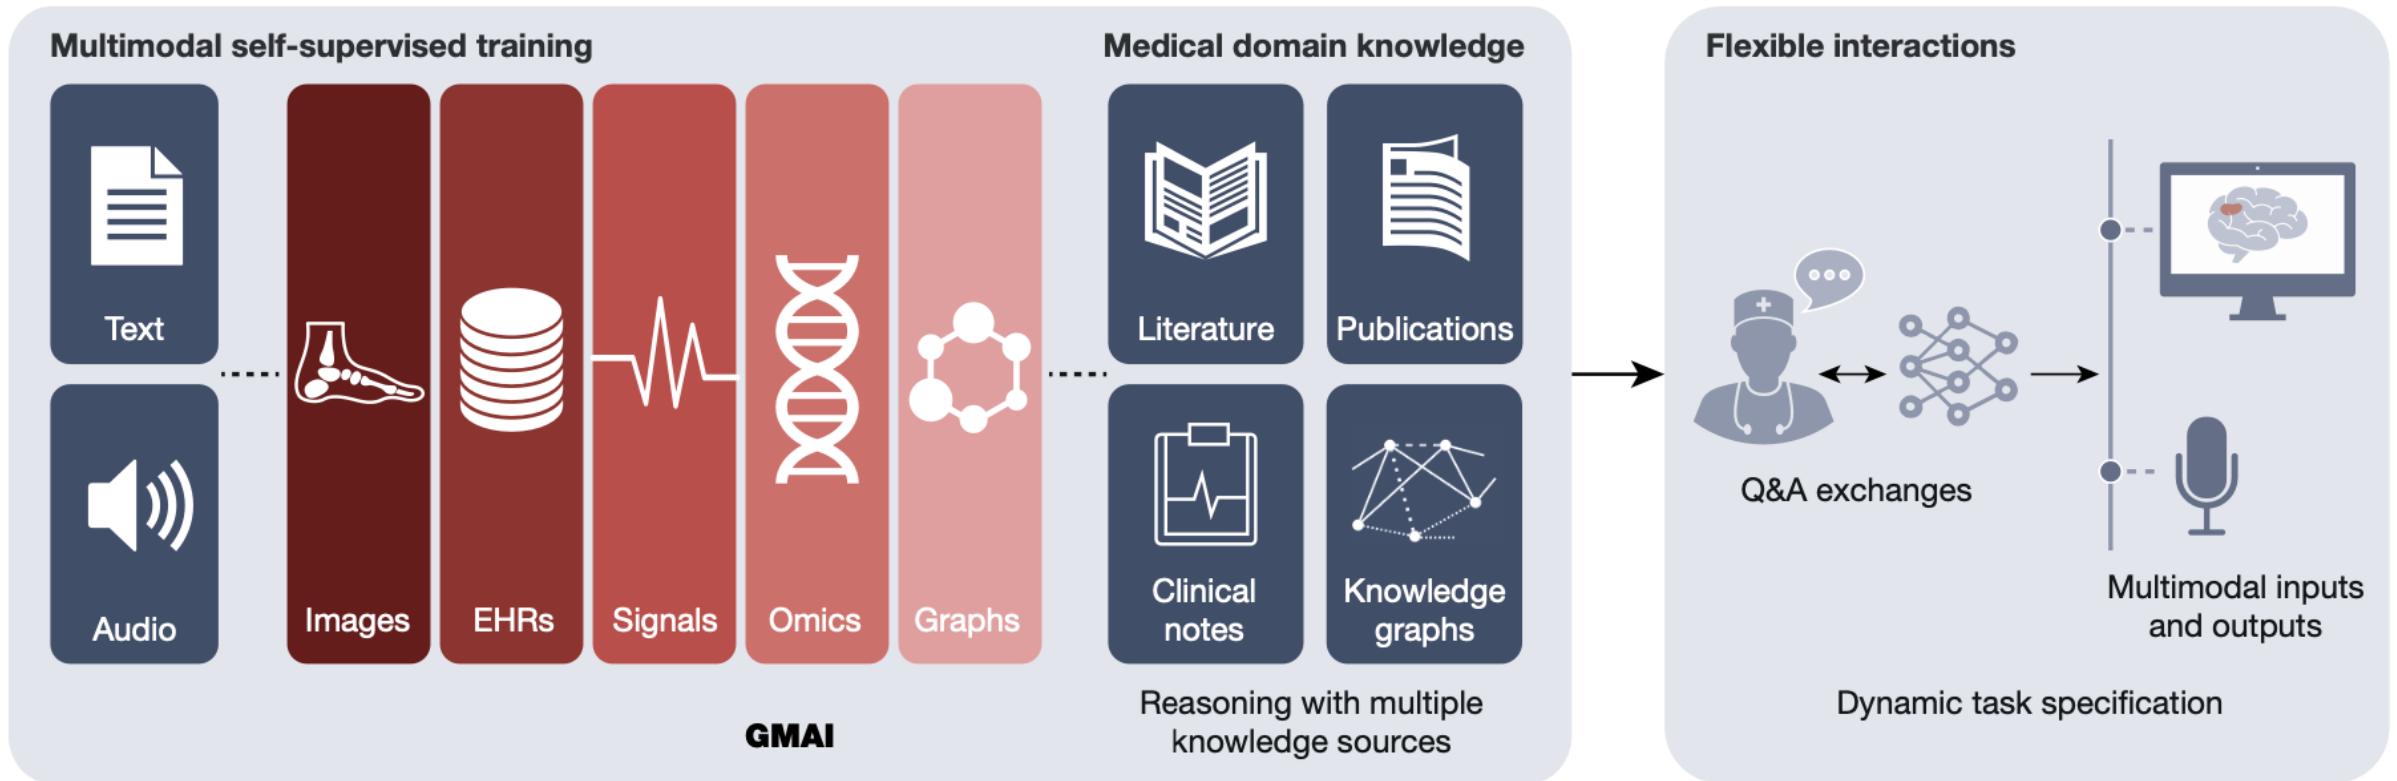 Multimodal self-supervised training
Text
Audio
Images
EHRs
Signals
Omics
Graphs
GMAI
Medical domain knowledge
Literature
Publications
Clinical
notes
Knowledge
graphs
Reasoning with multiple
knowledge sources
Flexible interactions
Q&A exchanges
Multimodal inputs
and outputs
Dynamic task specification